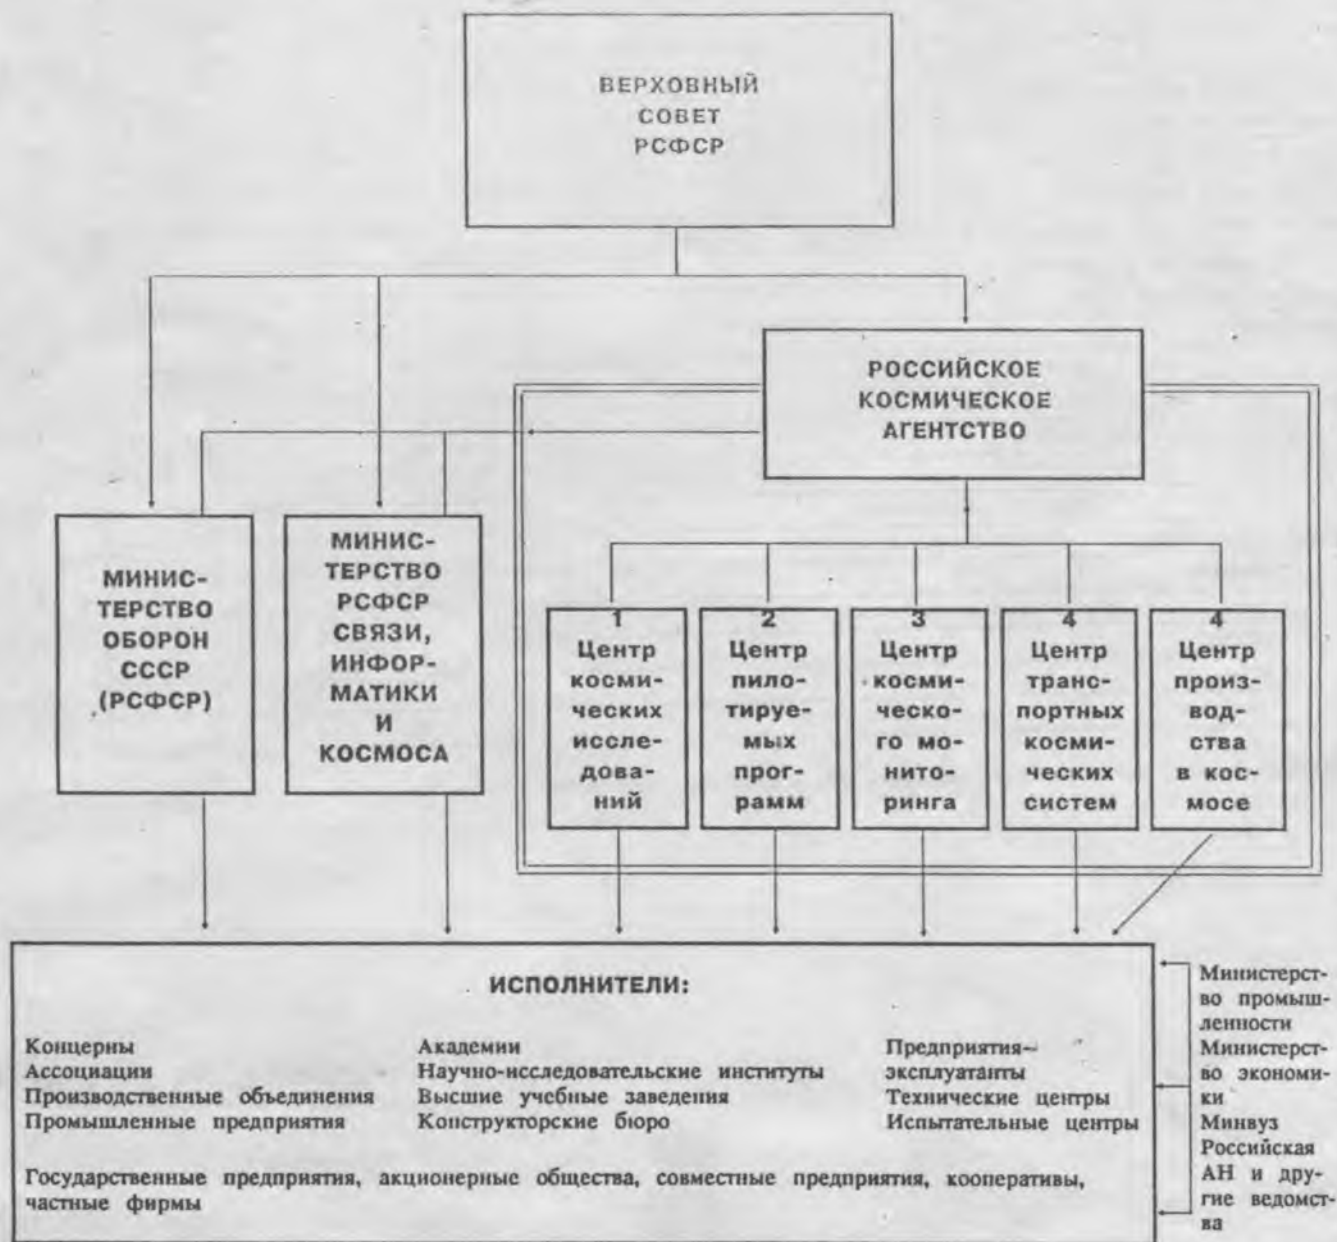 ВЕРХОВНЫЙ
СОВЕТ
РСФСР
РОССИЙСКОЕ
КОСМИЧЕСКОЕ
АГЕНТСТВО
МИНИС-
ТЕРСТВО
ОБОРОН
СССР
(РСФСР)
МИНИС-
ТЕРСТВО
РСФСР
СВЯЗИ,
ИНФОР-
МАТИКИ
И
КОСМОСА
1
Центр
косми-
ческих
иссле-
дова-
ний
2
Центр
пило-
тируе-
мых
прог-
рамм
3
Центр
косми-
ческо-
го мо-
нито-
ринга
4
Центр
транс-
портных
косми-
ческих
систем
4
Центр
произ-
вод-
ства
в кос-
мосе
ИСПОЛНИТЕЛИ:
Концерны
Ассоциации
Производственные объединения
Промышленные предприятия
Академии
Научно-исследовательские институты
Высшие учебные заведения
Конструкторские бюро
Предприятия-
эксплуатанты
Технические центры
Испытательные центры
Государственные предприятия, акционерные общества, совместные предприятия, кооперативы,
частные фирмы
Министерст-
во промыш-
ленности
Министерст-
во экономи-
ки
Минвуз
Российская
АН и дру-
гие ведомст-
ва